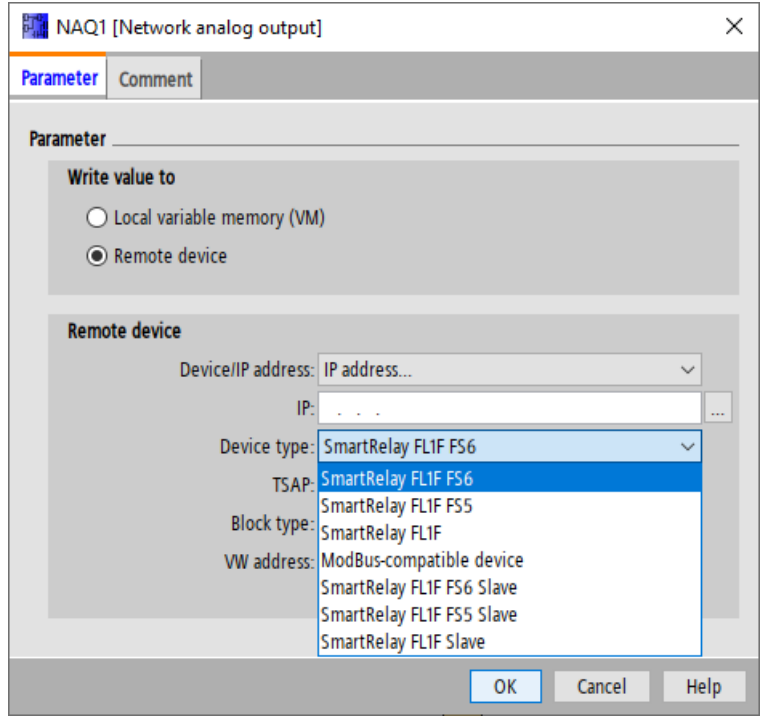 NAQ1 [Network analog output]
Parameter Comment
Parameter
Write value to
Local variable memory (VM)
Remote device
Remote device
Device/IP address: IP address...
IP: . . . ...
Device type: SmartRelay FL1F FS6
TSAP: SmartRelay FL1F FS6
SmartRelay FL1F FS5
Block type:
SmartRelay FL1F
VW address: ModBus-compatible device
SmartRelay FL1F FS6 Slave
SmartRelay FL1F FS5 Slave
SmartRelay FL1F Slave
OK Cancel Help